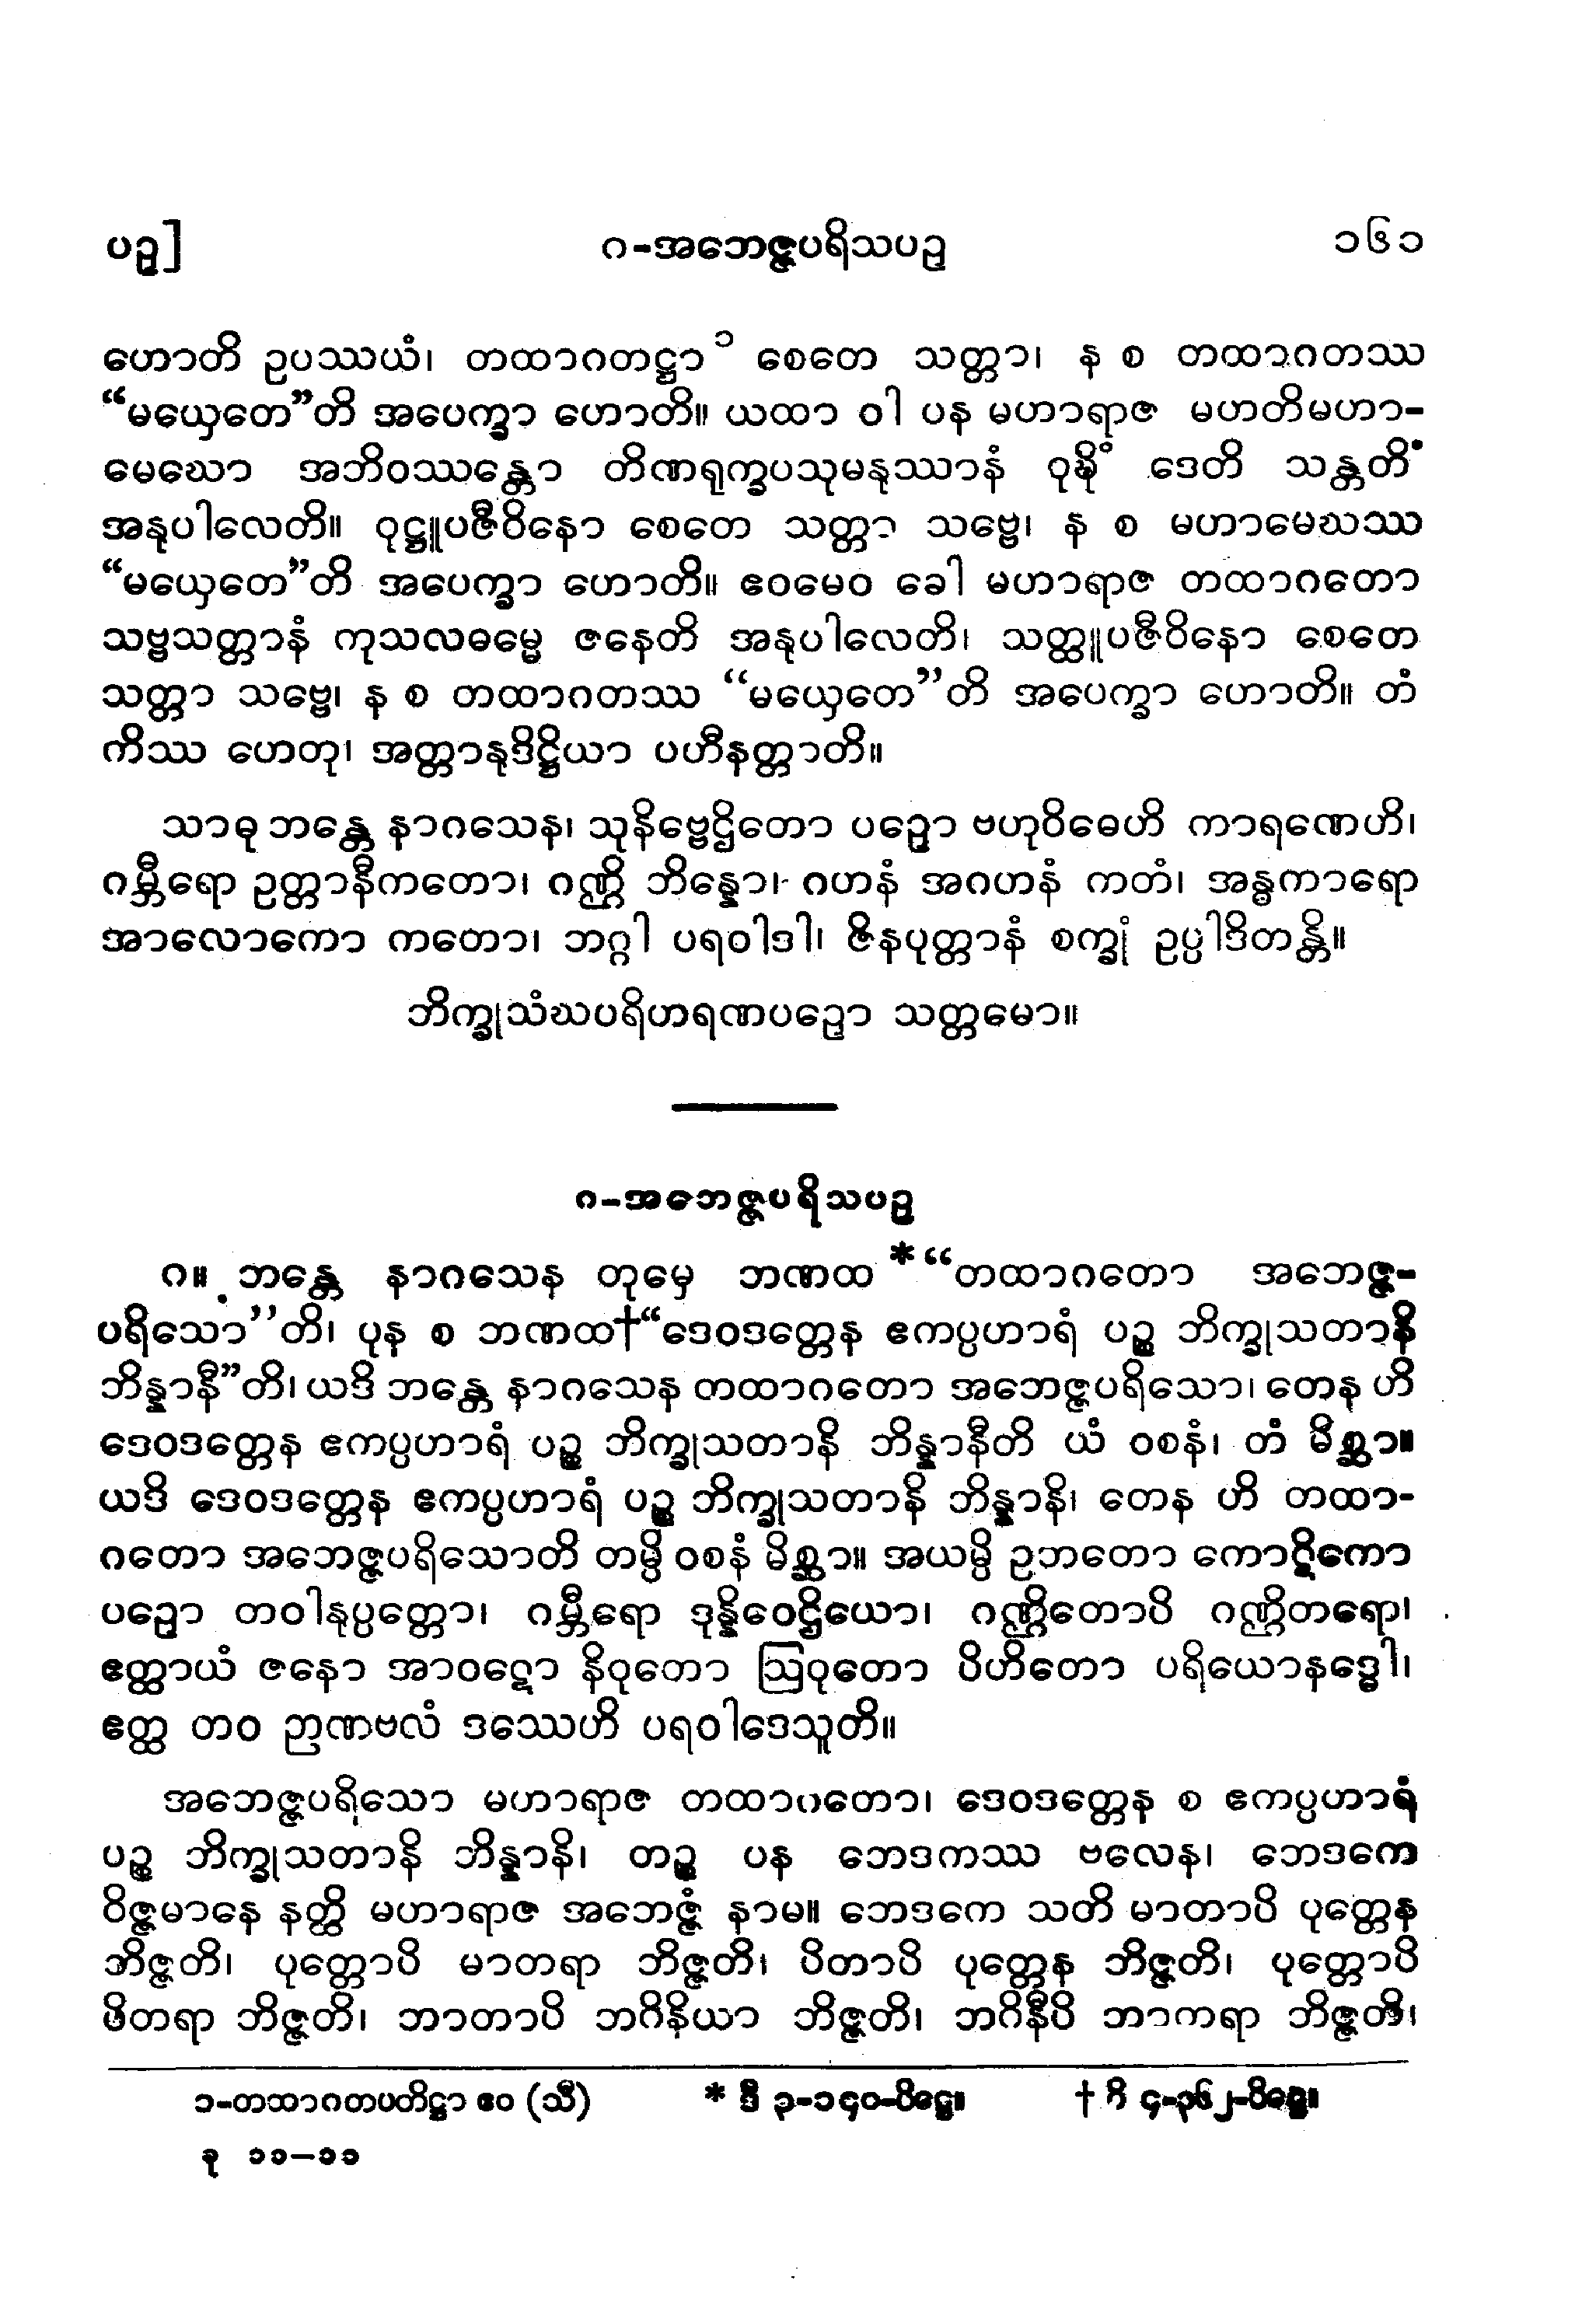 ပဉှ]
ဂ-အဘေဇ္ဇပရိသပဉှ
၁၆၁
ဟောတိ ဥပဿယံ၊ တထာဂတဋ္ဌာ ၁ စေတေ သတ္တာ၊ န စ တထာဂတဿ
“မယှေတေ”တိ အပေက္ခာ ဟောတိ။ ယထာ ဝါ ပန မဟာရာဇ မဟတိမဟာ-
မေဃော အဘိဝဿန္တော တိဏရုက္ခပသုမနုဿာနံ ဝုဍ္ဎိံ ဒေတိ သန္တတိံ
အနုပါလေတိ။ ဝုဋ္ဌူပဇီဝိနော စေတေ သတ္တာ သဗ္ဗေ၊ န စ မဟာမေဃဿ
“မယှေတေ”တိ အပေက္ခာ ဟောတိ။ ဧဝမေဝ ခေါ မဟာရာဇ တထာဂတော
သဗ္ဗသတ္တာနံ ကုသလဓမ္မေ ဇနေတိ အနုပါလေတိ၊ သတ္ထူပဇီဝိနော စေတေ
သတ္တာ သဗ္ဗေ၊ န စ တထာဂတဿ “မယှေတေ”တိ အပေက္ခာ ဟောတိ။ တံ
ကိဿ ဟေတု၊ အတ္တာနုဒိဋ္ဌိယာ ပဟီနတ္တာတိ။
သာဓု ဘန္တေ နာဂသေန၊ သုနိဗ္ဗေဌိတော ပဉှော ဗဟုဝိဓေဟိ ကာရဏေဟိ၊
ဂမ္ဘီရော ဥတ္တာနီကတော၊ ဂဏ္ဌိ ဘိန္နော၊ ဂဟနံ အဂဟနံ ကတံ၊ အန္ဓကာရော
အာလောကော ကတော၊ ဘဂ္ဂါ ပရဝါဒါ၊ ဇိနပုတ္တာနံ စက္ခုံ ဥပ္ပါဒိတန္တိ။
ဘိက္ခုသံဃပရိဟရဏပဉှော သတ္တမော။
ဂ-အဘေဇ္ဇပရိသပဉှ
ဂ။ ဘန္တေ နာဂသေန တုမှေ ဘဏထ * “တထာဂတော အဘေဇ္ဇ-
ပရိသော”တိ၊ ပုန စ ဘဏထ†“ဒေဝဒတ္တေန ဧကပ္ပဟာရံ ပဉ္စ ဘိက္ခုသတာနိ
ဘိန္နာနီ”တိ၊ ယဒိ ဘန္တေ နာဂသေန တထာဂတော အဘေဇ္ဇပရိသော၊ တေန ဟိ
ဒေဝဒတ္တေန ဧကပ္ပဟာရံ ပဉ္စ ဘိက္ခုသတာနိ ဘိန္နာနီတိ ယံ ဝစနံ၊ တံ မိစ္ဆာ။
ယဒိ ဒေဝဒတ္တေန ဧကပ္ပဟာရံ ပဉ္စ ဘိက္ခုသတာနိ ဘိန္နာနိ၊ တေန ဟိ တထာ-
ဂတော အဘေဇ္ဇပရိသောတိ တမ္ပိ ဝစနံ မိစ္ဆာ။ အယမ္ပိ ဥဘတော ကောဋိကော
ပဉှော တဝါနုပ္ပတ္တော၊ ဂမ္ဘီရော ဒုန္နိဝေဌိယော၊ ဂဏ္ဌိတောပိ ဂဏ္ဌိတရော၊
ဧတ္ထာယံ ဇနော အာဝဋော နိဝုတော ဩဝုတော ပိဟိတော ပရိယောနဒ္ဓေါ၊
ဧတ္ထ တဝ ဉာဏဗလံ ဒဿေဟိ ပရဝါဒေသူတိ။
အဘေဇ္ဇပရိသော မဟာရာဇ တထာဂတော၊ ဒေဝဒတ္တေန စ ဧကပ္ပဟာရံ
ပဉ္စ ဘိက္ခုသတာနိ ဘိန္နာနိ၊ တဉ္စ ပန ဘေဒကဿ ဗလေန၊ ဘေဒကေ
ဝိဇ္ဇမာနေ နတ္ထိ မဟာရာဇ အဘေဇ္ဇံ နာမ။ ဘေဒကေ သတိ မာတာပိ ပုတ္တေန
ဘိဇ္ဇတိ၊ ပုတ္တောပိ မာတရာ ဘိဇ္ဇတိ၊ ပိတာပိ ပုတ္တေန ဘိဇ္ဇတိ၊ ပုတ္တောပိ
ပိတရာ ဘိဇ္ဇတိ၊ ဘာတာပိ ဘဂိနိယာ ဘိဇ္ဇတိ၊ ဘဂိနီပိ ဘာကရာ ဘိဇ္ဇတိ၊
၁-တထာဂတပတိဋ္ဌာ ဧဝ (သီ) * ဒီ ၃-၁၄၀-ပိဋ္ဌေ။ † ဝိ ၄-၃၆၂-ပိဋ္ဌေ။
ခု ၁၁–၁၁